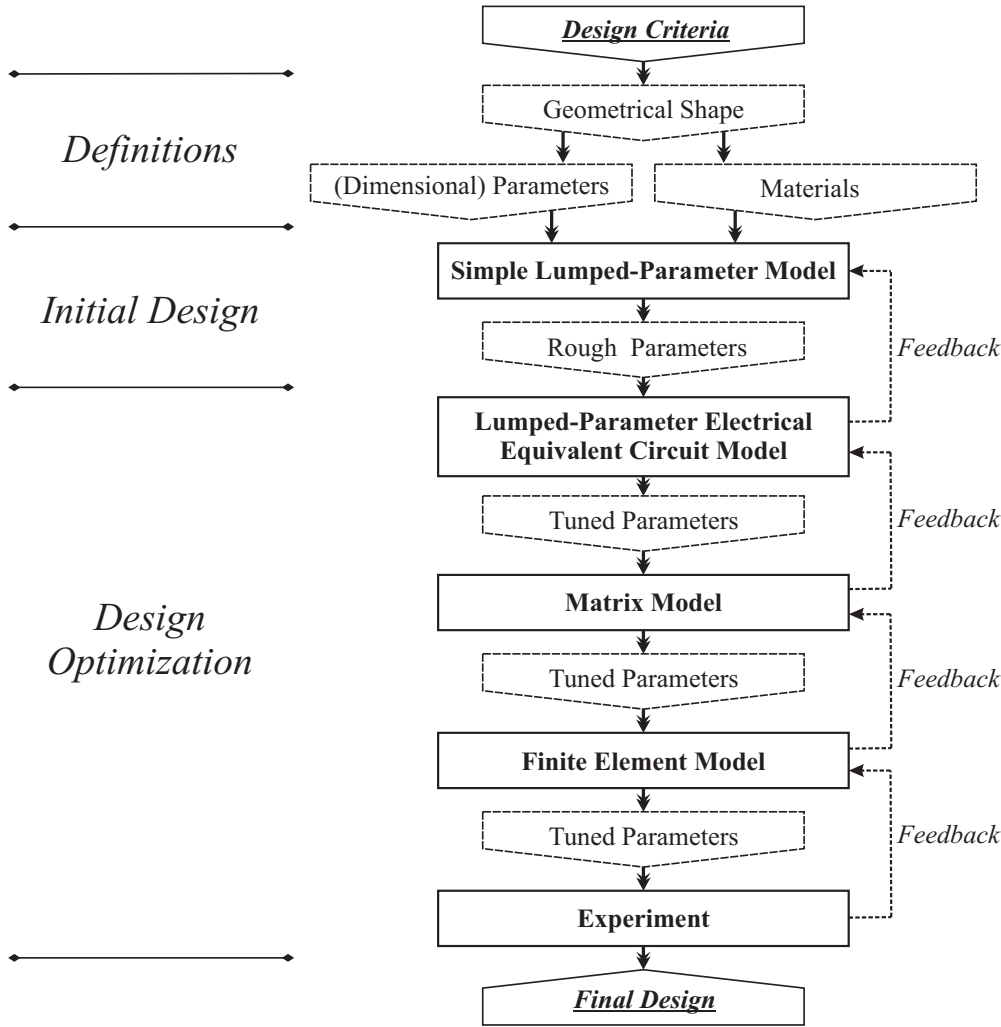 Design Criteria
Geometrical Shape
Definitions
(Dimensional) Parameters
Materials
Simple Lumped-Parameter Model
Initial Design
Rough Parameters
Feedback
Lumped-Parameter Electrical
Equivalent Circuit Model
Tuned Parameters
Feedback
Matrix Model
Design
Optimization
Tuned Parameters
Feedback
Finite Element Model
Tuned Parameters
Feedback
Experiment
Final Design